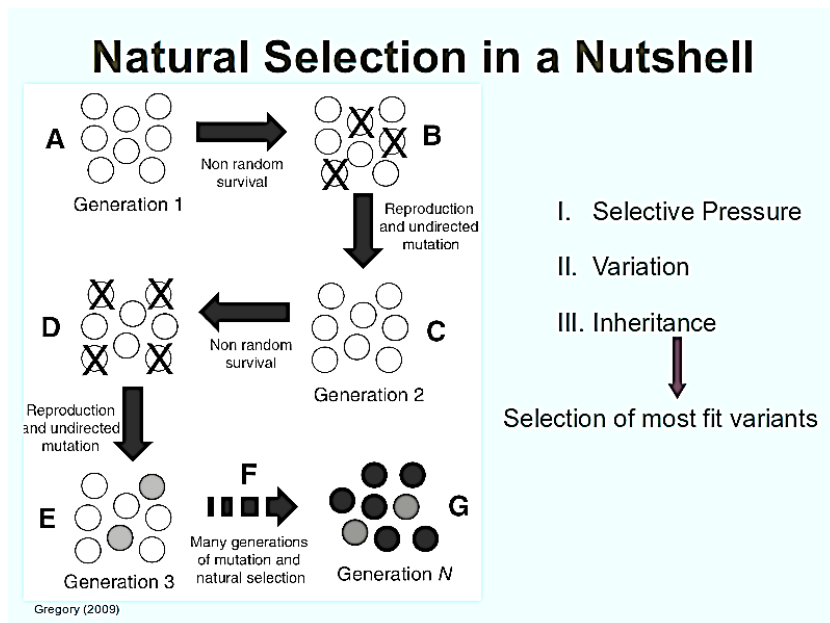 Natural Selection in a Nutshell
A
Generation 1
Non random
survival
B
Reproduction
and undirected
mutation
C
Generation 2
Non random
survival
D
Reproduction
and undirected
mutation
E
Generation 3
F
Many generations
of mutation and
natural selection
G
Generation N
Gregory (2009)
I. Selective Pressure
II. Variation
III. Inheritance
Selection of most fit variants